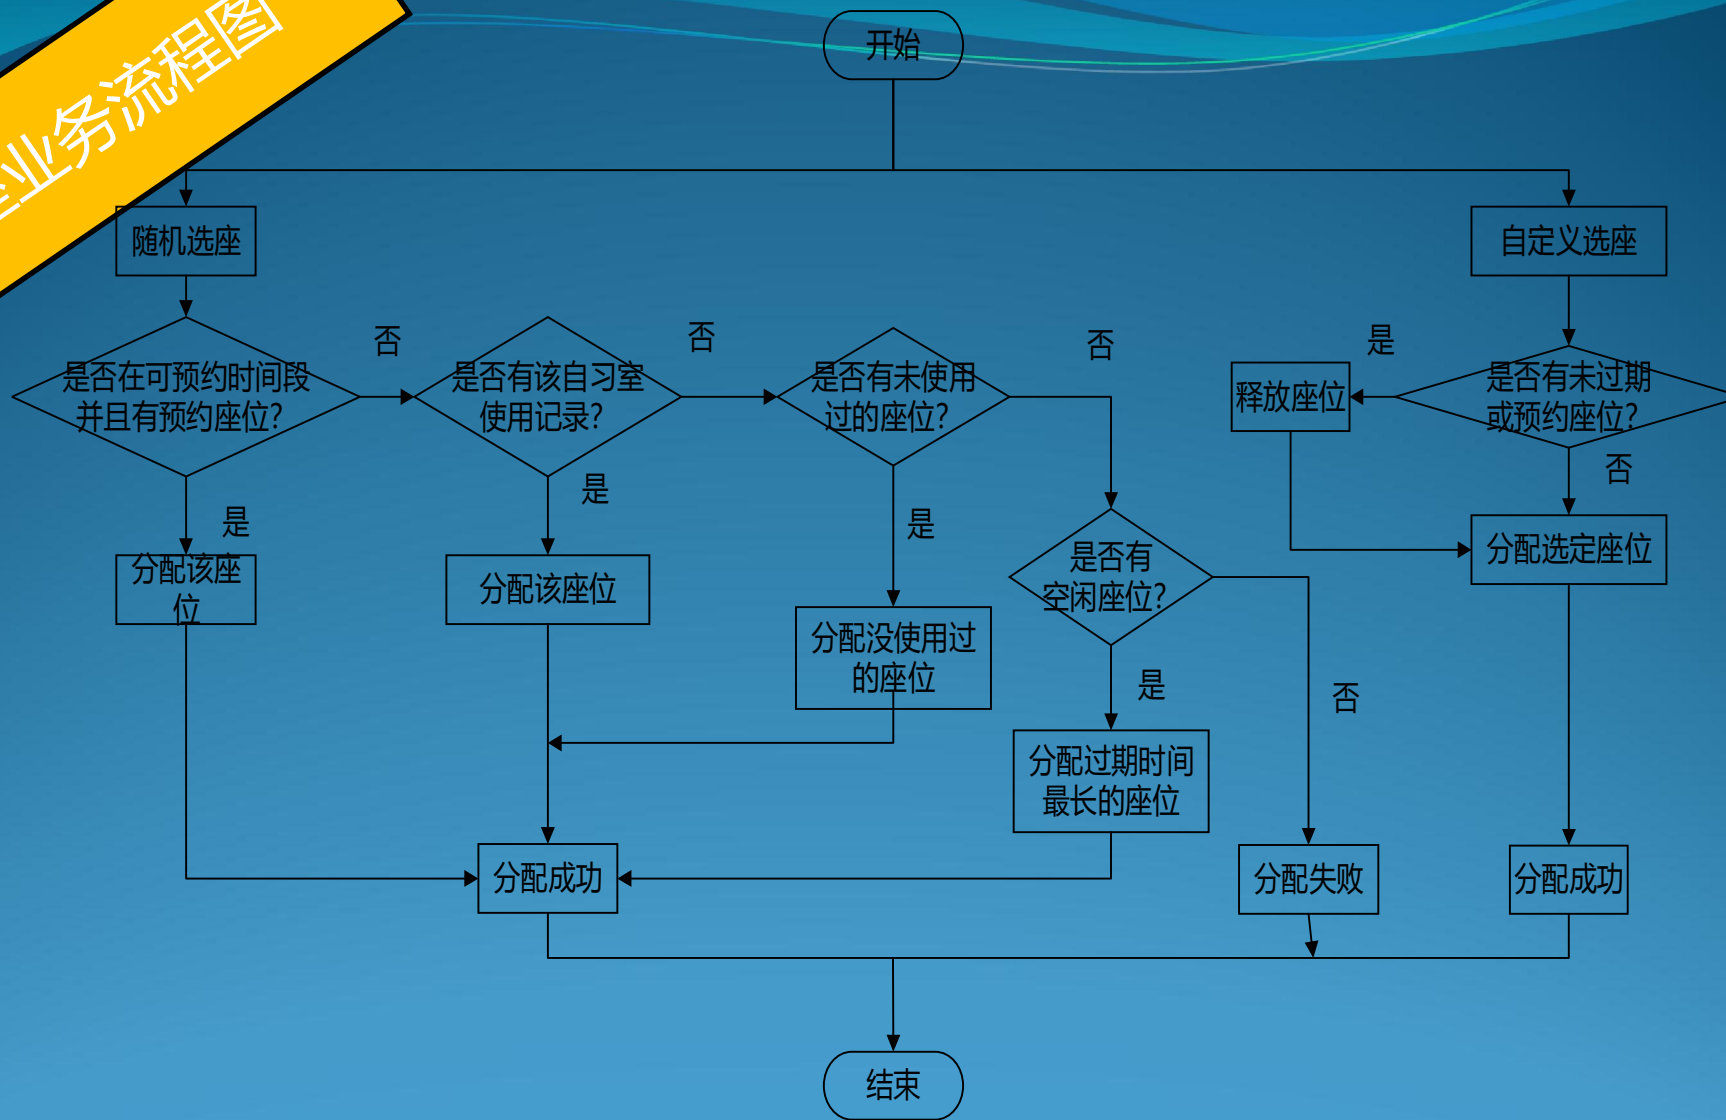 业务流程图
开始
随机选座
自定义选座
是否在可预约时间段
并且有预约座位?
否
是否有该自习室
使用记录?
否
是否有未使用
过的座位?
否
释放座位
是
是否有未过期
或预约座位?
是
分配该座
位
是
分配该座位
是
分配没使用过
的座位
是否有
空闲座位?
否
分配选定座位
是
否
分配过期时间
最长的座位
分配成功
分配失败
分配成功
结束